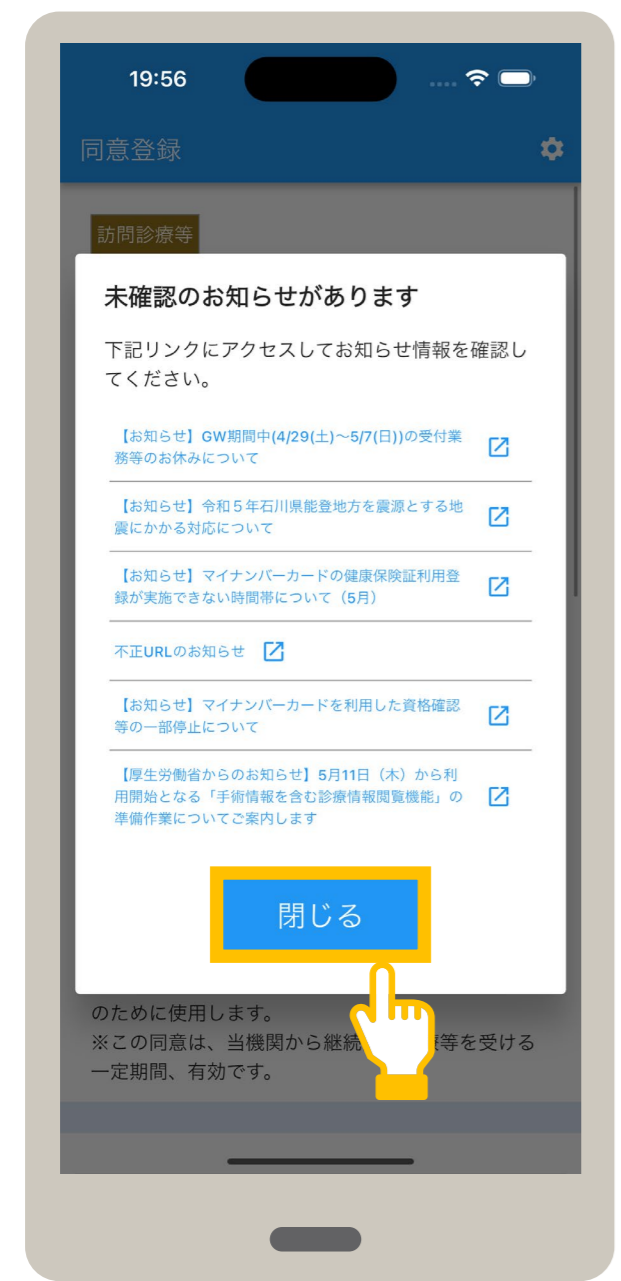 19:56
同意登録
訪問診療等
未確認のお知らせがあります
下記リンクにアクセスしてお知らせ情報を確認し
てください。
【お知らせ】GW期間中(4/29(土)～5/7(日))の受付業
務等のお休みについて
【お知らせ】令和５年石川県能登地方を震源とする地
震にかかる対応について
【お知らせ】マイナンバーカードの健康保険証利用登
録が実施できない時間帯について（5月）
不正URLのお知らせ
【お知らせ】マイナンバーカードを利用した資格確認
等の一部停止について
【厚生労働省からのお知らせ】5月11日（木）から利
用開始となる「手術情報を含む診療情報閲覧機能」の
準備作業についてご案内します
閉じる
のために使用します。
※この同意は、当機関から継続 等を受ける
一定期間、有効です。